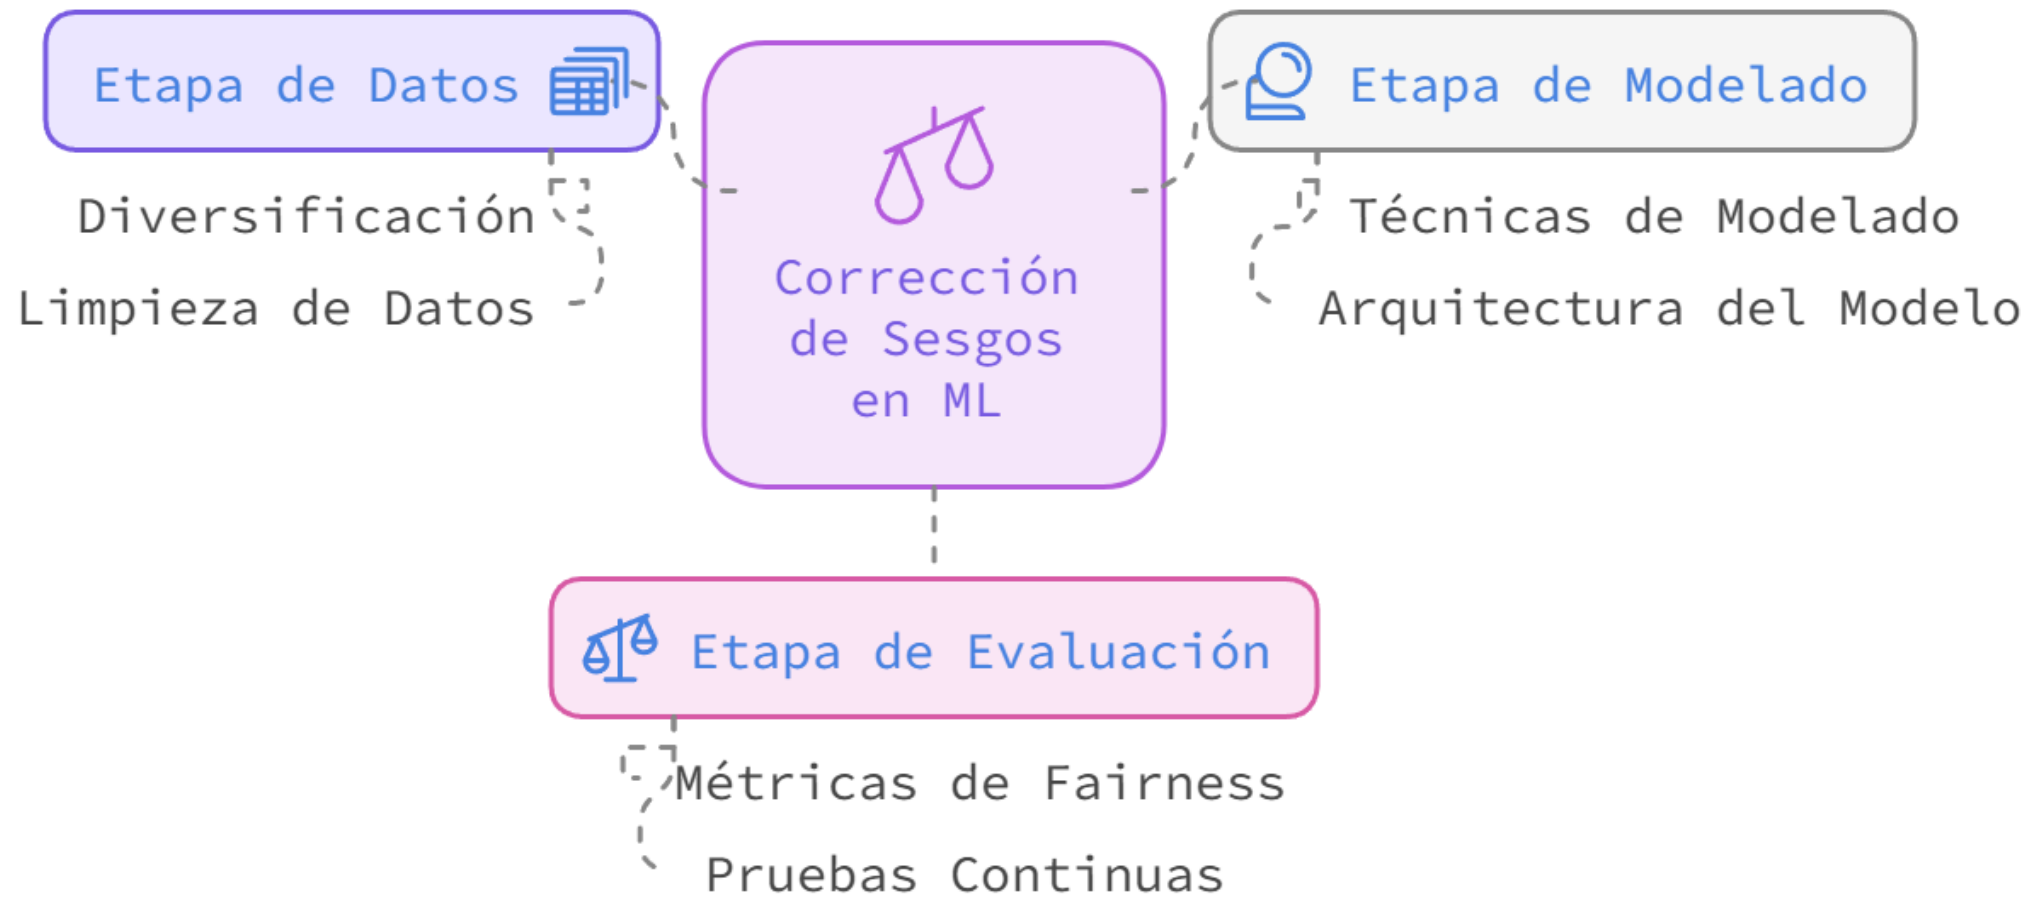 Etapa de Datos
Diversificación
Limpieza de Datos
Corrección
de Sesgos
en ML
Etapa de Modelado
Técnicas de Modelado
Arquitectura del Modelo
Etapa de Evaluación
Métricas de Fairness
Pruebas Continuas